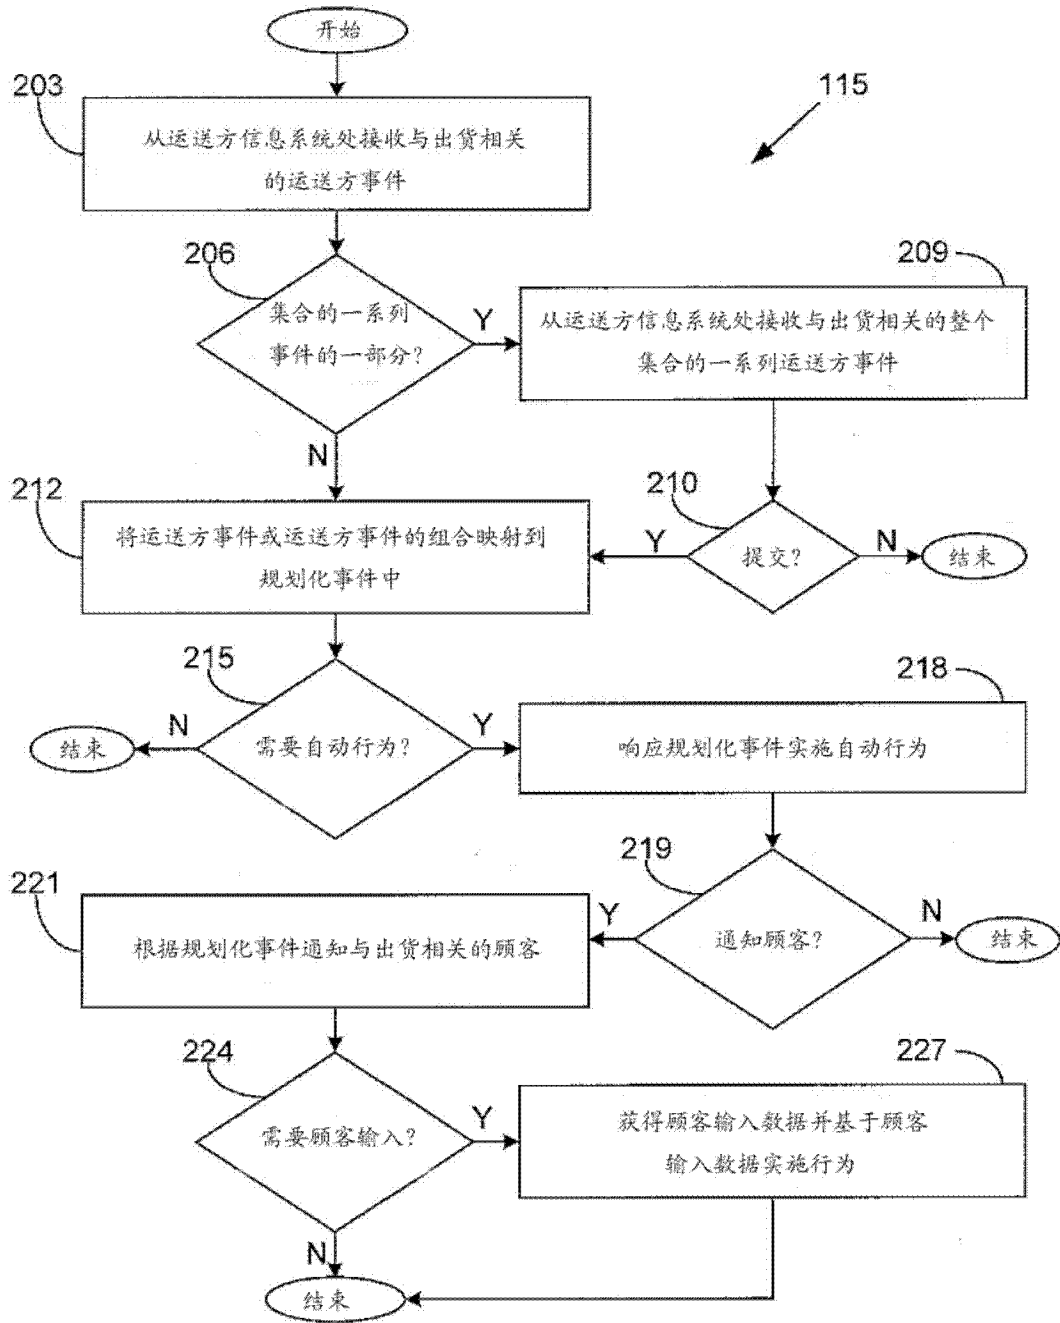 开始
203
115
从运送方信息系统处接收与出货相关
的运送方事件
206
209
集合的一系列
事件的一部分?
Y
从运送方信息系统处接收与出货相关的整个
集合的一系列运送方事件
N
212
210
将运送方事件或运送方事件的组合映射到
规划化事件中
Y
提交?
N
结束
215
218
结束
N
需要自动行为?
Y
响应规划化事件实施自动行为
221
219
根据规划化事件通知与出货相关的顾客
Y
通知顾客?
N
结束
224
227
需要顾客输入?
Y
获得顾客输入数据并基于顾客
输入数据实施行为
N
结束